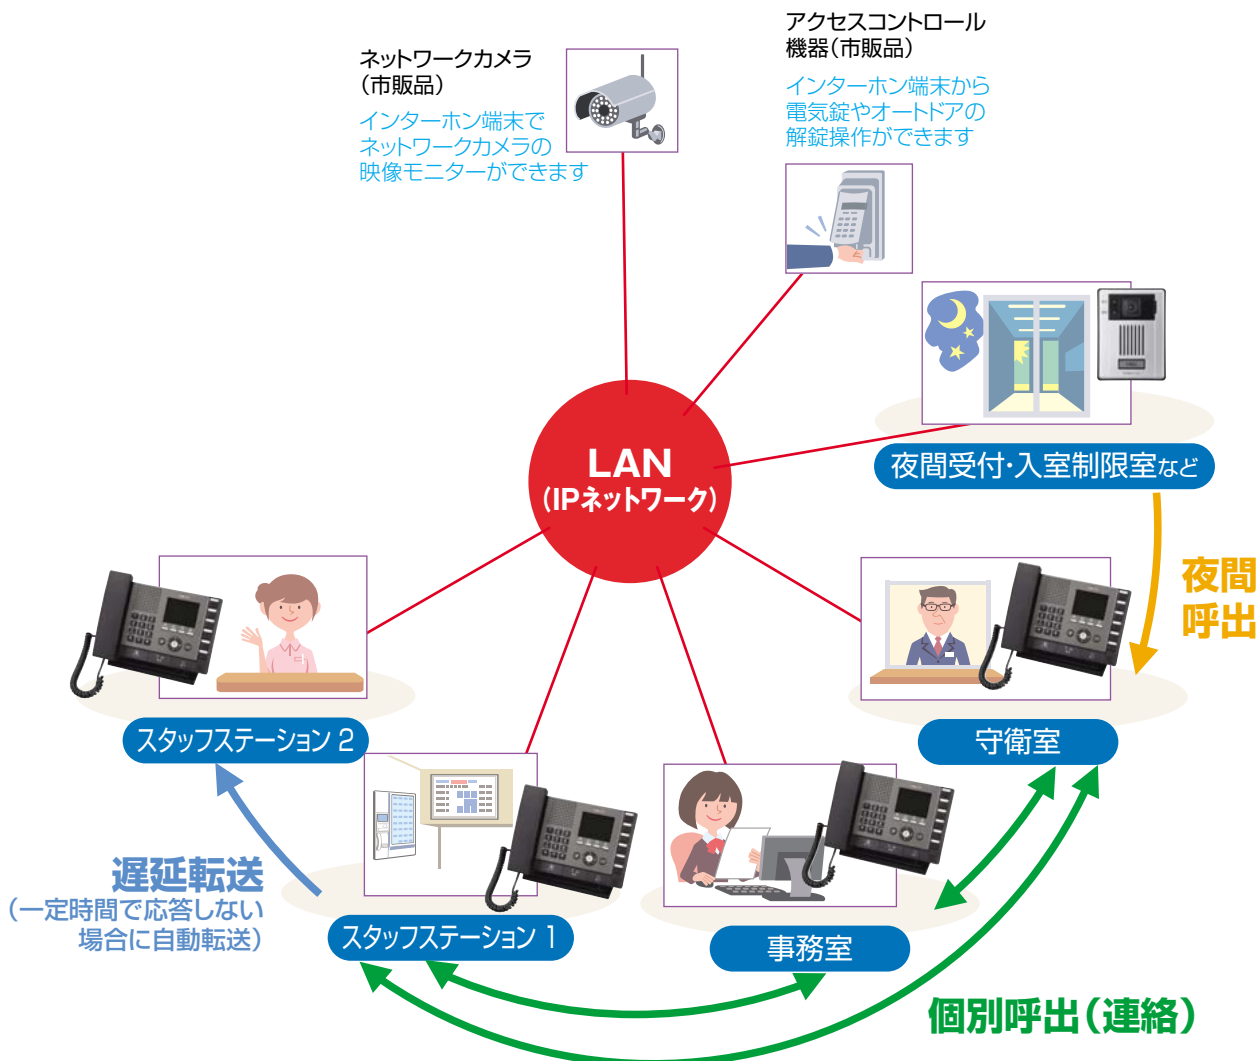 ネットワークカメラ
（市販品）
インターホン端末で
ネットワークカメラの
映像モニターができます
アクセスコントロール
機器（市販品）
インターホン端末から
電気錠やオートドアの
解錠操作ができます
LAN
（IPネットワーク）
夜間受付・入室制限室など
夜間
呼出
スタッフステーション 2
守衛室
遅延転送
（一定時間で応答しない
場合に自動転送）
スタッフステーション 1
事務室
個別呼出（連絡）